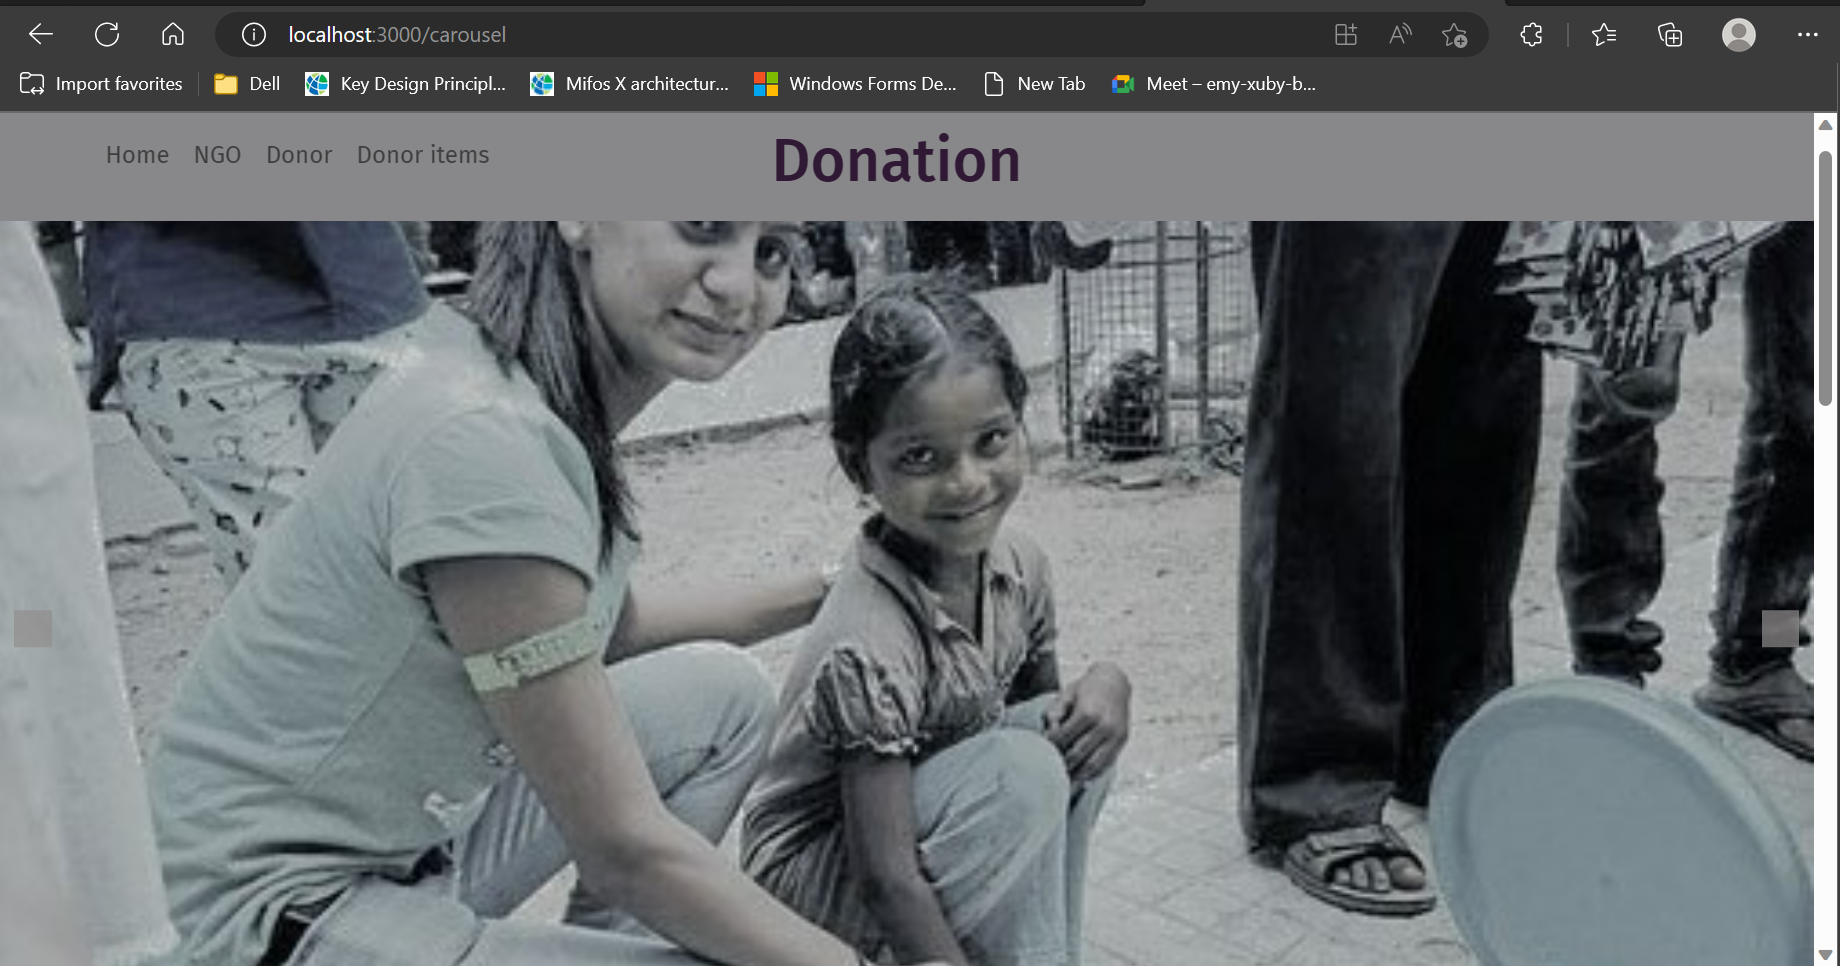 localhost:3000/carousel
Import favorites Dell Key Design Principl... Mifos X architectur... Windows Forms De... New Tab Meet – emy-xuby-b...
Home NGO Donor Donor items Donation